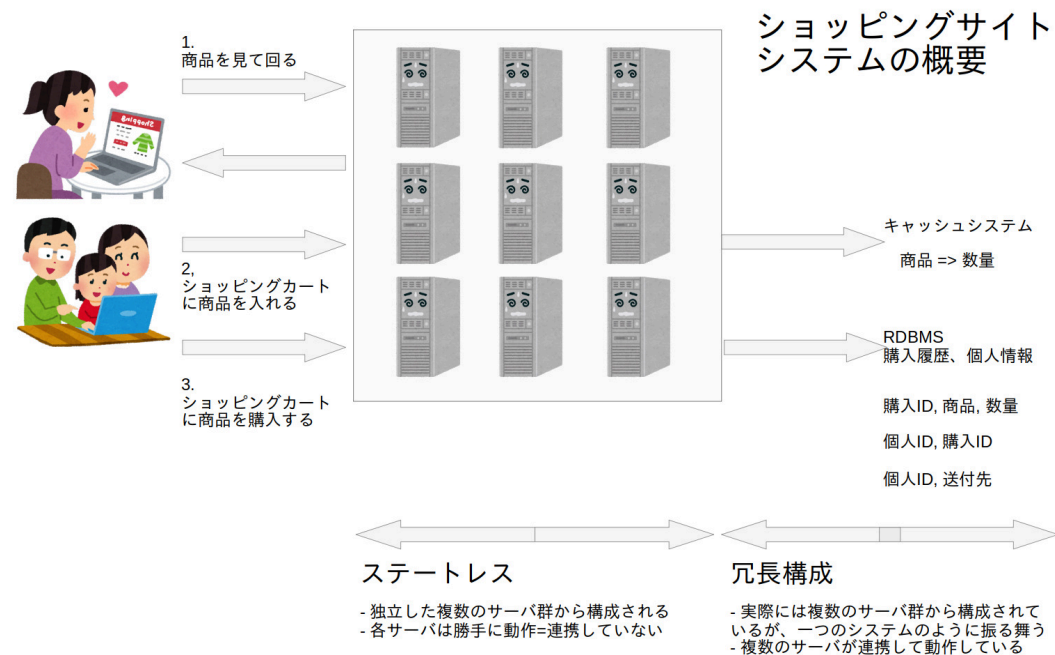 ショッピングサイト
システムの概要
1.
商品を見て回る
Shopping
2,
ショッピングカート
に商品を入れる
3.
ショッピングカート
に商品を購入する
キャッシュシステム
商品 => 数量
RDBMS
購入履歴、個人情報
購入ID, 商品, 数量
個人ID, 購入ID
個人ID, 送付先
ステートレス
- 独立した複数のサーバ群から構成される
- 各サーバは勝手に動作=連携していない
冗長構成
- 実際には複数のサーバ群から構成されて
いるが、一つのシステムのように振る舞う
- 複数のサーバが連携して動作している